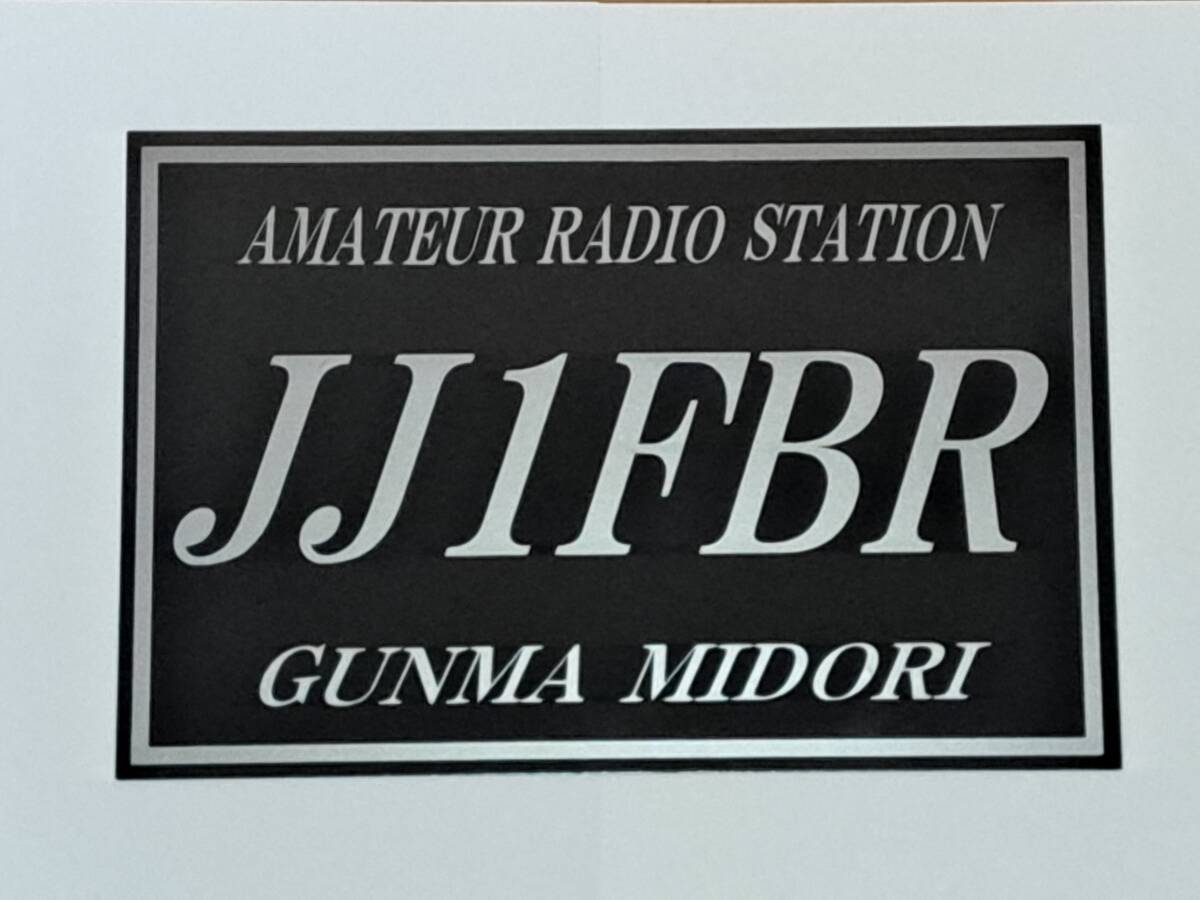 AMATEUR RADIO STATION
JJ1FBR
GUNMA MIDORI